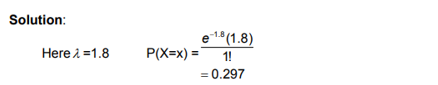 Solution:
Here λ =1.8 P(X=x) = e^-1.8 (1.8) / 1!
= 0.297